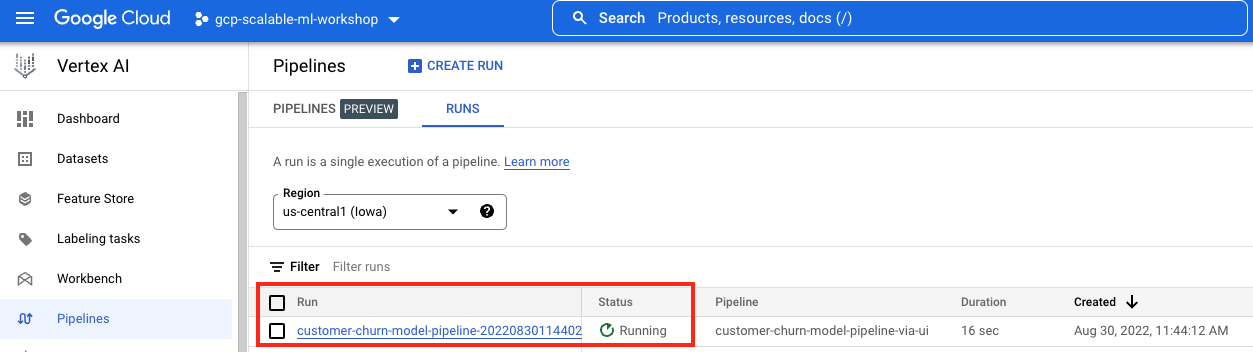 Google Cloud gcp-scalable-ml-workshop Search Products, resources, docs (/)
Vertex AI
Pipelines CREATE RUN
PIPELINES PREVIEW RUNS
Dashboard
Datasets
A run is a single execution of a pipeline. Learn more
Region
Feature Store
us-central1 (Iowa) ?
Labeling tasks
Workbench
Filter Filter runs
Run Status Pipeline Duration Created
Pipelines
customer-churn-model-pipeline-20220830114402 Running customer-churn-model-pipeline-via-ui 16 sec Aug 30, 2022, 11:44:12 AM